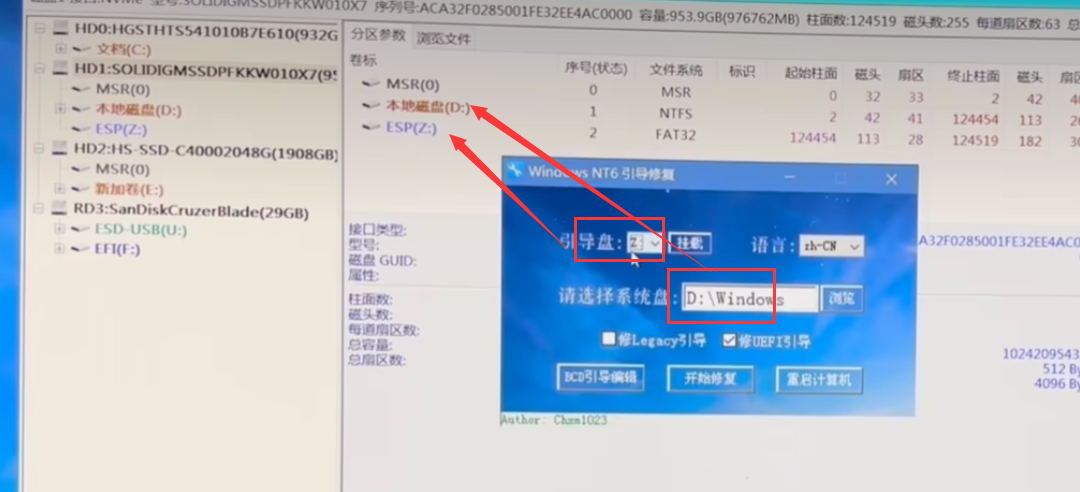 接口:NVMe 型号:SOLIDIGMSSDPFKKW010X7 序列号:ACA32F0285001FE32EE4AC0000 容量:953.9GB(976762MB) 柱面数:124519 磁头数:255 每道扇区数:63 总
HD0:HGSTHTS541010B7E610(932G
文档(C:)
HD1:SOLIDIGMSSDPFKKW010X7(95
MSR(0)
本地磁盘(D:)
ESP(Z:)
HD2:HS-SSD-C40002048G(1908GB)
MSR(0)
新加卷(E:)
RD3:SanDiskCruzerBlade(29GB)
ESD-USB(U:)
EFI(F:)
分区参数 浏览文件
卷标 序号(状态) 文件系统 标识 起始柱面 磁头 扇区 终止柱面 磁头 扇区
MSR(0) 0 MSR 0 32 33 2 42
本地磁盘(D:) 1 NTFS 2 42 41 124454 113
ESP(Z:) 2 FAT32 124454 113 28 124519 182
接口类型:
型号:
磁盘 GUID:
属性:
A32F0285001FE32EE4AC0
柱面数:
磁头数:
每道扇区数:
总容量:
总扇区数:
1024209543
512 By
4096 By
Windows NT6 引导修复
引导盘: Z: 挂载 语言: zh-CN
请选择系统盘: D:\Windows 浏览
修Legacy引导 修UEFI引导
BCD引导编辑 开始修复 重启计算机
Author: Chxm1023